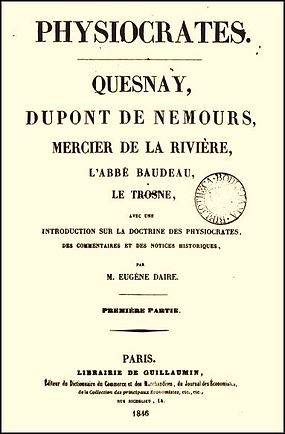 PHYSIOCRATES.
QUESNAY,
DUPONT DE NEMOURS,
MERCIER DE LA RIVIÈRE,
L'ABBÉ BAUDEAU,
LE TROSNE,
AVEC UNE
INTRODUCTION SUR LA DOCTRINE DES PHYSIOCRATES,
DES COMMENTAIRES ET DES NOTICES HISTORIQUES,
PAR
M. EUGÈNE DAIRE.
PREMIÈRE PARTIE.
PARIS.
LIBRAIRIE DE GUILLAUMIN,
Éditeur du Dictionnaire du Commerce et des Marchandises, du Journal des Économistes,
de la Collection des principaux Économistes, etc., etc.,
RUE RICHELIEU, 14.
1846